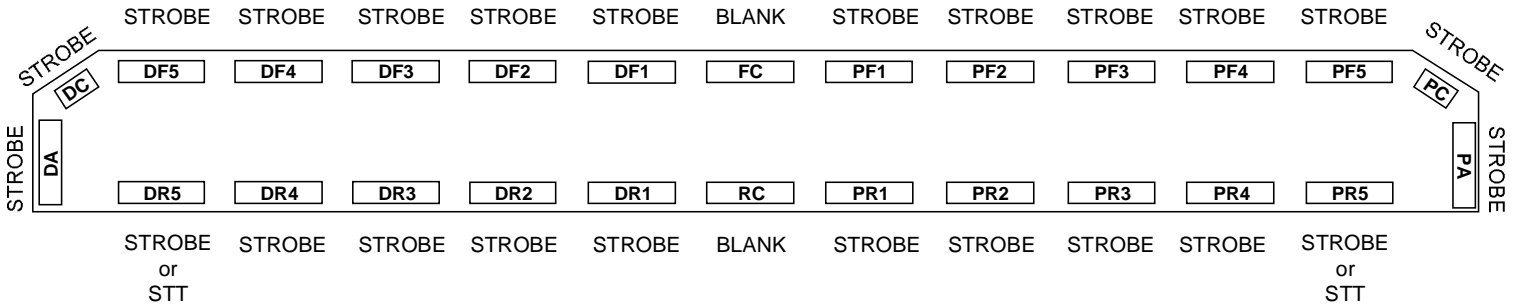 STROBE STROBE STROBE STROBE STROBE BLANK STROBE STROBE STROBE STROBE STROBE
STROBE STROBE
DC DF5 DF4 DF3 DF2 DF1 FC PF1 PF2 PF3 PF4 PF5 PC
STROBE DA PA STROBE
DR5 DR4 DR3 DR2 DR1 RC PR1 PR2 PR3 PR4 PR5
STROBE STROBE STROBE STROBE STROBE BLANK STROBE STROBE STROBE STROBE STROBE
or or
STT STT